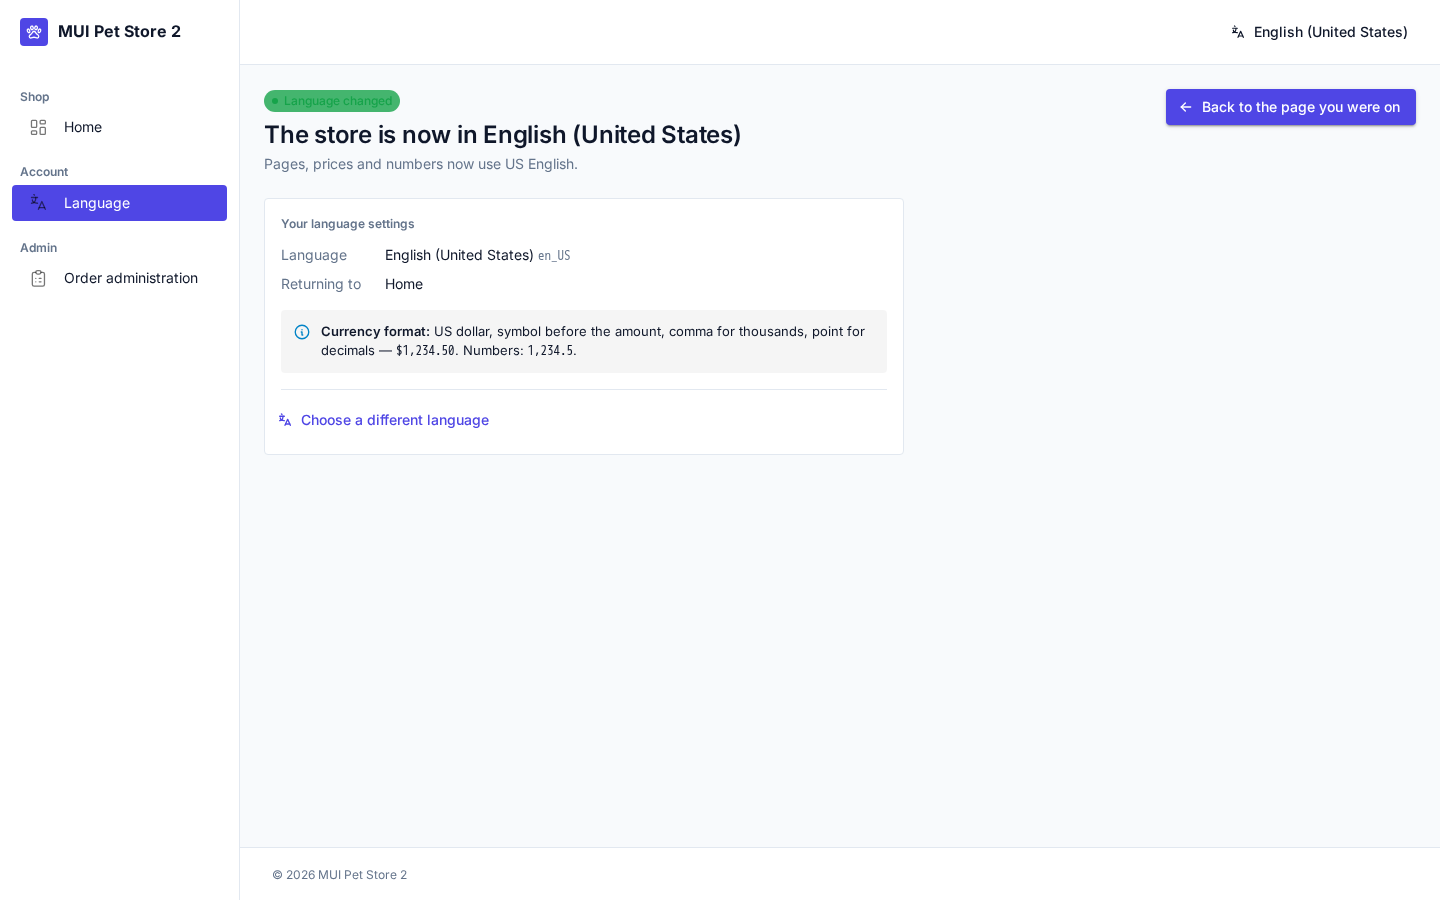 MUI Pet Store 2
English (United States)
Shop
Home
Account
Language
Admin
Order administration
Language changed
The store is now in English (United States)
Pages, prices and numbers now use US English.
Back to the page you were on
Your language settings
Language English (United States) en_US
Returning to Home
Currency format: US dollar, symbol before the amount, comma for thousands, point for
decimals — $1,234.50. Numbers: 1,234.5.
Choose a different language
© 2026 MUI Pet Store 2